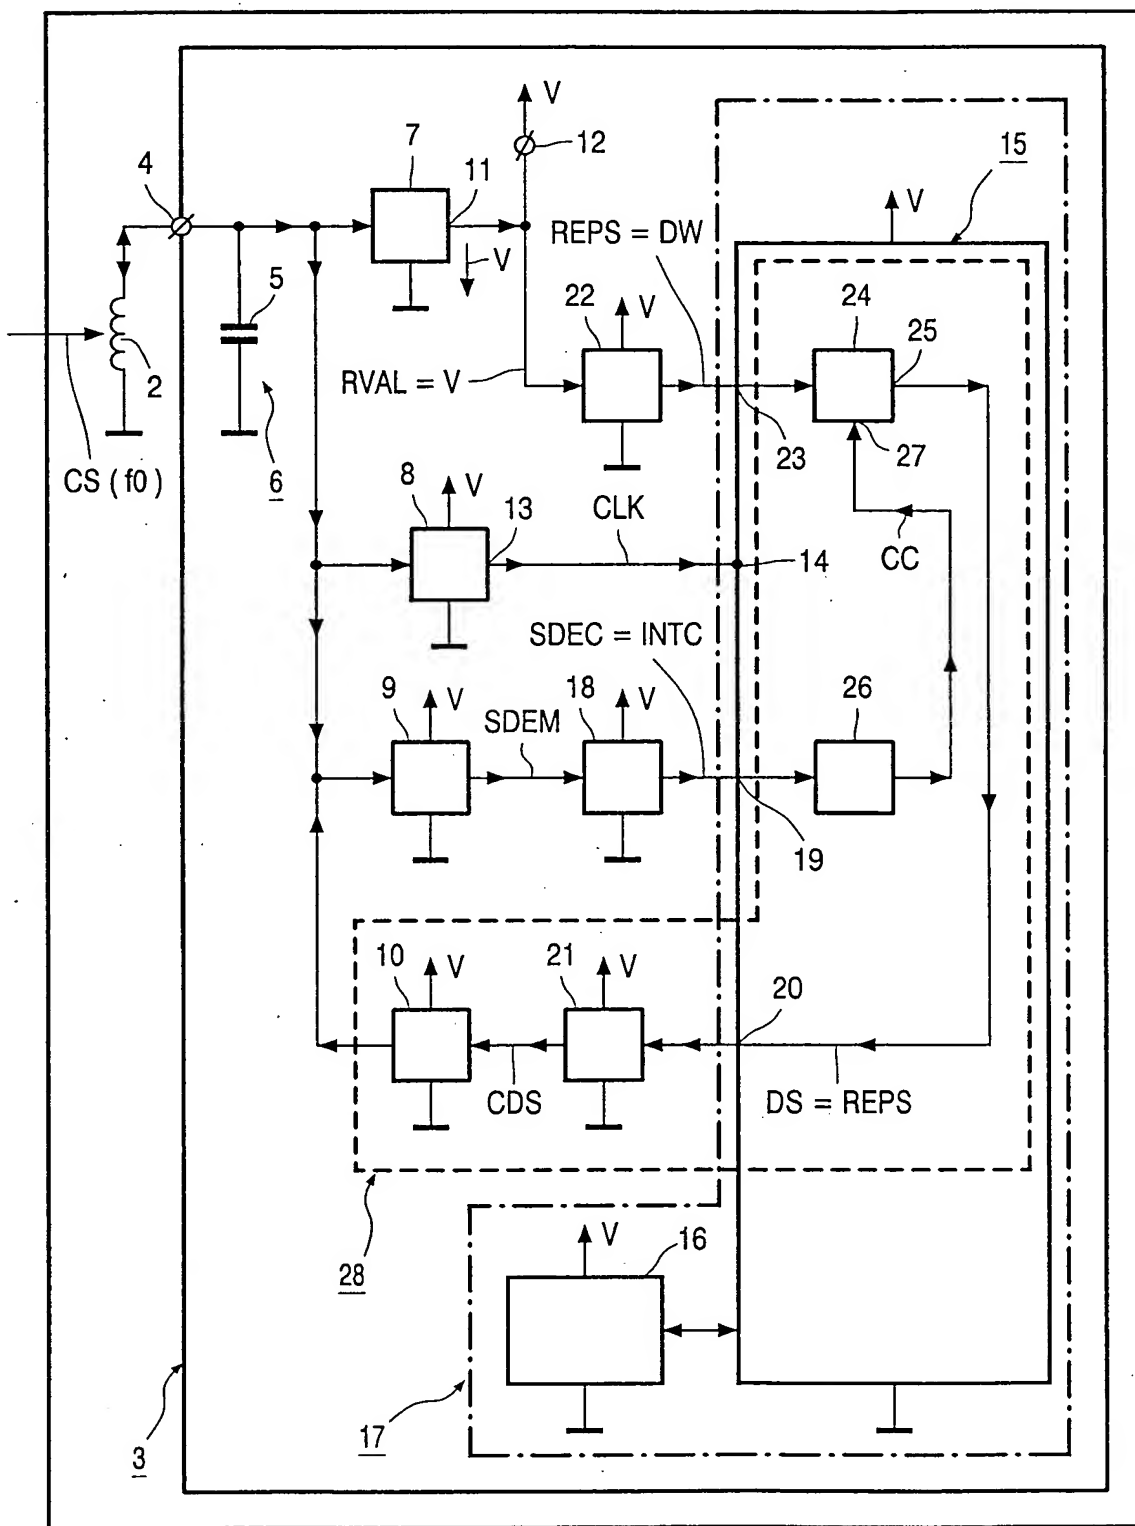 V
7
12
4
11
15
V
REPS = DW
V
5
22
V
24
25
2
RVAL = V
23
27
CS ( f0 )
6
8
V
13
CLK
CC
14
SDEC = INTC
9
V
SDEM
18
V
26
19
10
V
21
V
20
CDS
DS = REPS
V
16
28
17
3